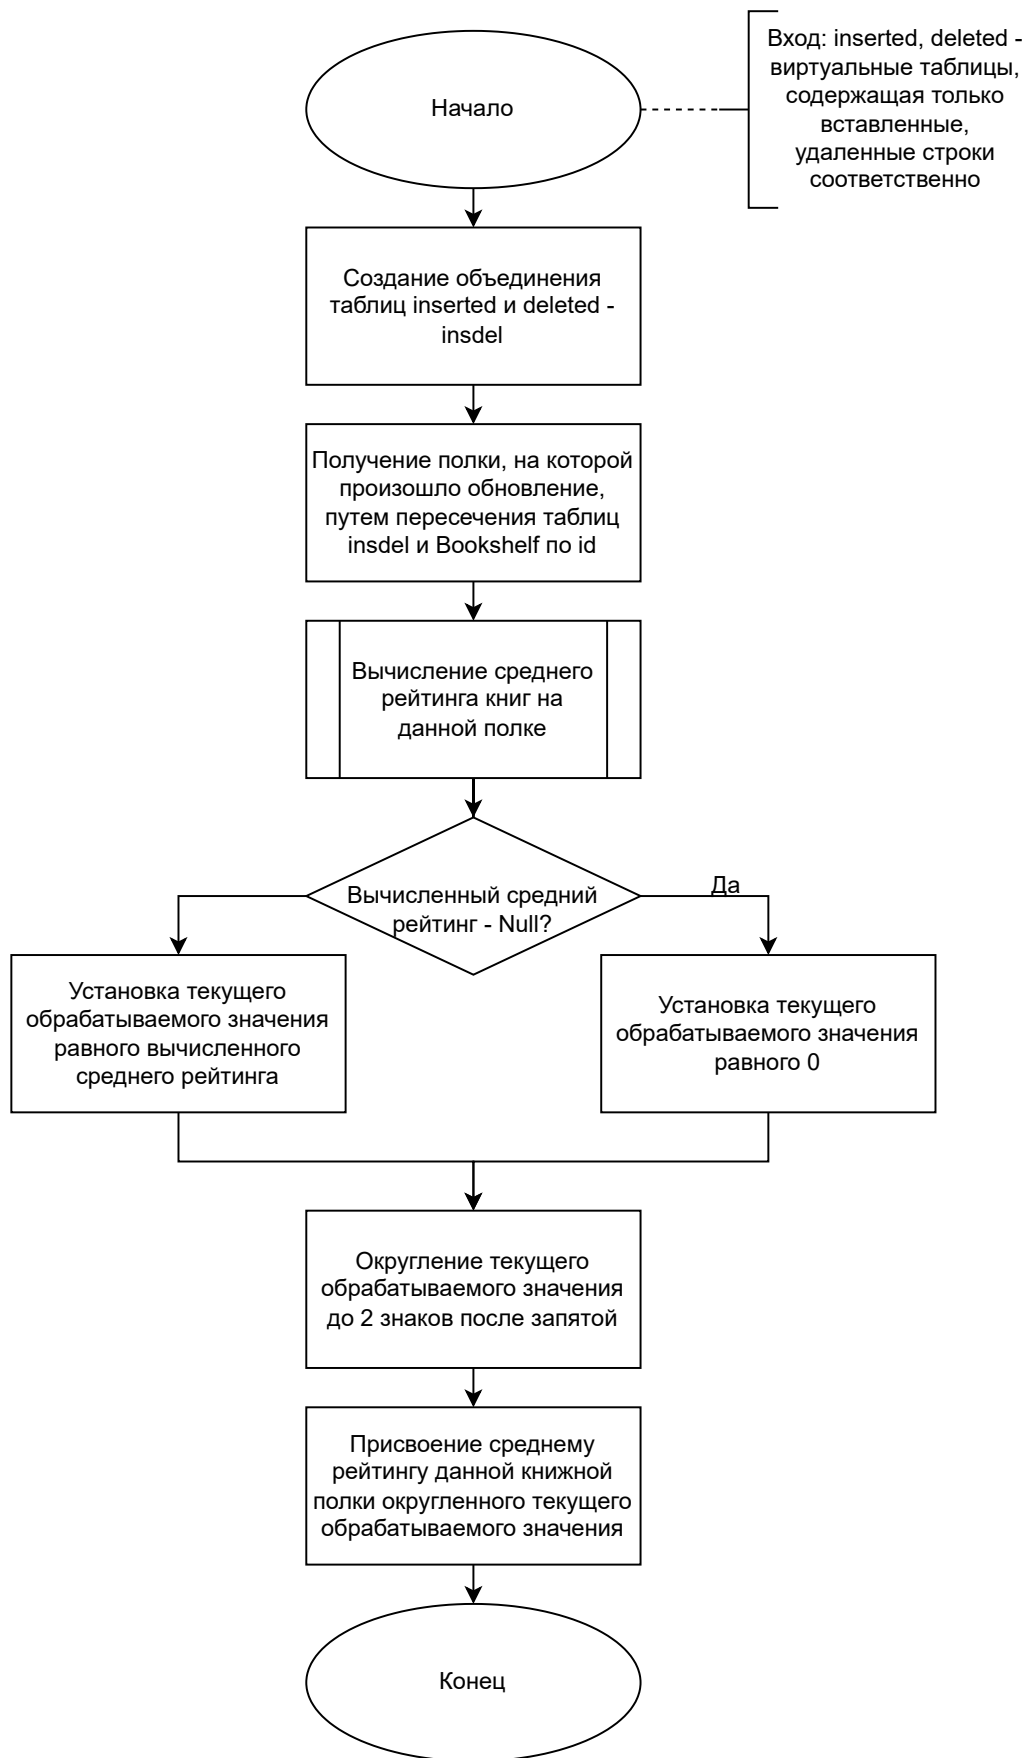 Начало
Вход: inserted, deleted -
виртуальные таблицы,
содержащая только
вставленные,
удаленные строки
соответственно
Создание объединения
таблиц inserted и deleted -
insdel
Получение полки, на которой
произошло обновление,
путем пересечения таблиц
insdel и Bookshelf по id
Вычисление среднего
рейтинга книг на
данной полке
Вычисленный средний
рейтинг - Null?
Да
Установка текущего
обрабатываемого значения
равного вычисленного
среднего рейтинга
Установка текущего
обрабатываемого значения
равного 0
Округление текущего
обрабатываемого значения
до 2 знаков после запятой
Присвоение среднему
рейтингу данной книжной
полки округленного текущего
обрабатываемого значения
Конец